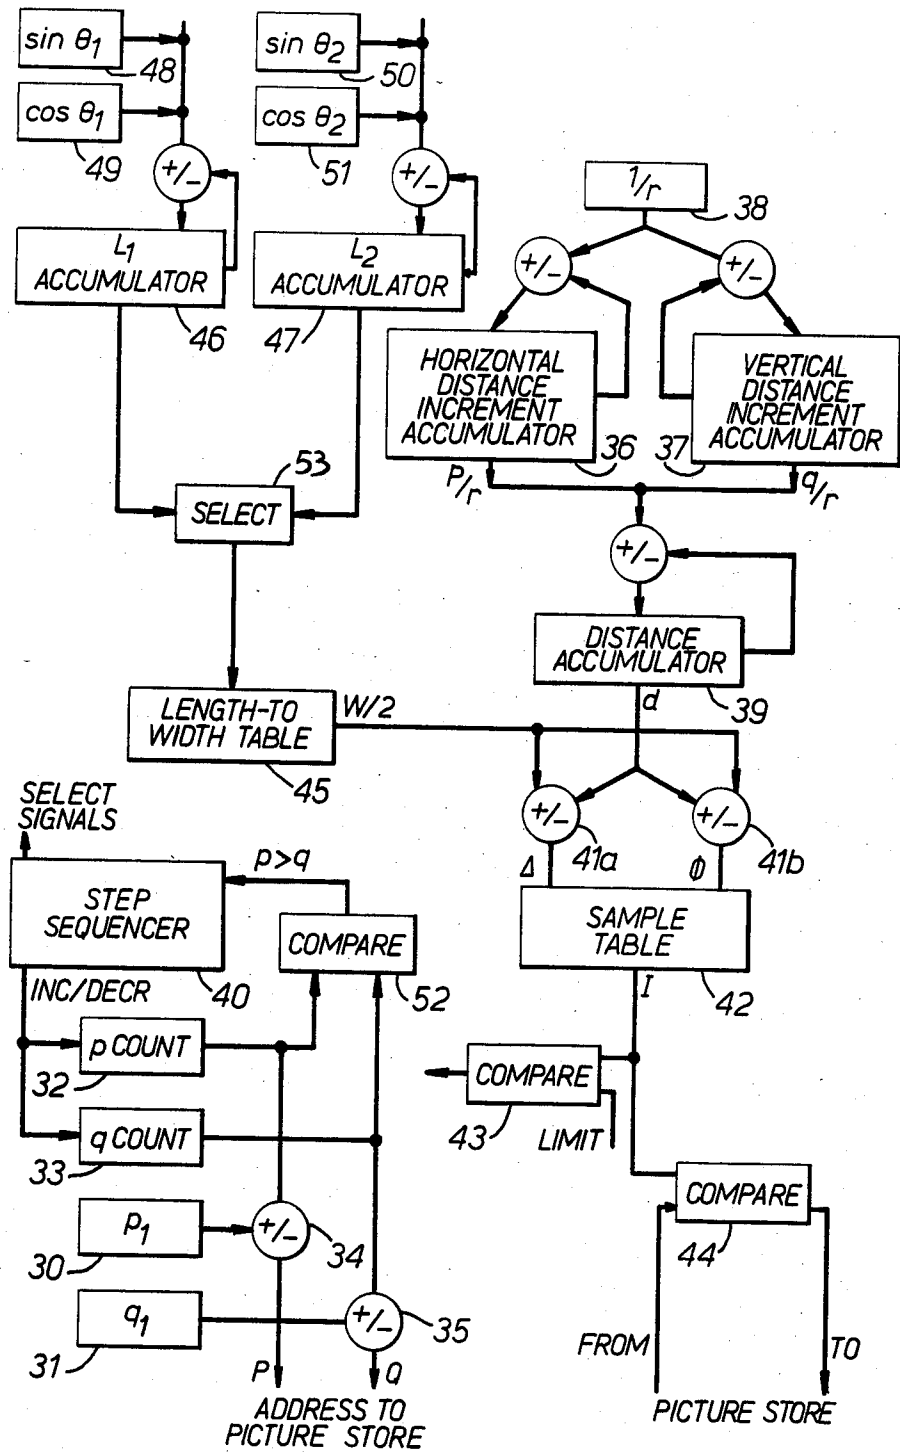 sin θ1
48
sin θ2
50
cos θ1
49
cos θ2
51
+/-
+/-
1/r
38
L1
ACCUMULATOR
46
L2
ACCUMULATOR
47
+/-
+/-
HORIZONTAL
DISTANCE
INCREMENT
ACCUMULATOR
36
VERTICAL
DISTANCE
INCREMENT
ACCUMULATOR
37
P/r
q/r
53
SELECT
+/-
DISTANCE
ACCUMULATOR
39
d
LENGTH-TO
WIDTH TABLE
45
W/2
+/-
41a
+/-
41b
Δ
Φ
SELECT
SIGNALS
STEP
SEQUENCER
40
p>q
COMPARE
52
SAMPLE
TABLE
42
I
INC/DECR
p COUNT
32
q COUNT
33
COMPARE
43
LIMIT
COMPARE
44
p1
30
+/-
34
q1
31
+/-
35
P
Q
ADDRESS TO
PICTURE STORE
FROM
TO
PICTURE STORE